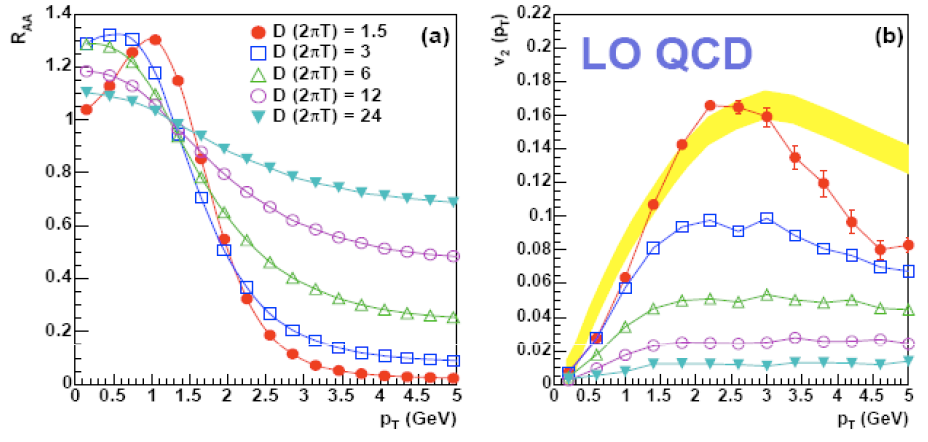 R_AA
1.4
1.2
1
0.8
0.6
0.4
0.2
0
(a)
D (2πT) = 1.5
D (2πT) = 3
D (2πT) = 6
D (2πT) = 12
D (2πT) = 24
0 0.5 1 1.5 2 2.5 3 3.5 4 4.5 5
p_T (GeV)
v_2 (p_T)
0.22
0.2
0.18
0.16
0.14
0.12
0.1
0.08
0.06
0.04
0.02
0
LO QCD
(b)
0 0.5 1 1.5 2 2.5 3 3.5 4 4.5 5
p_T (GeV)